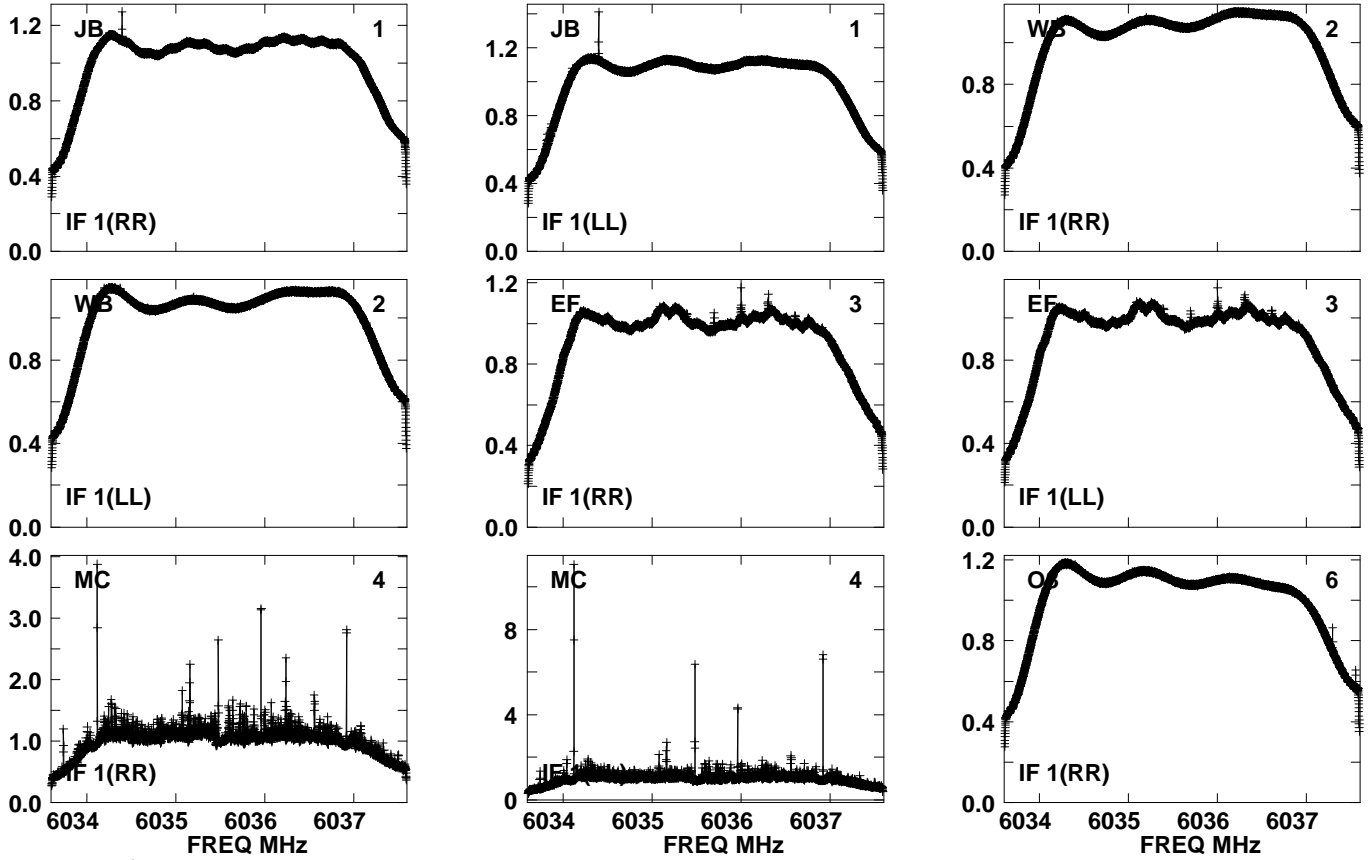 JB 1 JB 1 WB 2
1.2 1.2
0.8 0.8 0.8
0.4 0.4 0.4
IF 1(RR) IF 1(LL) IF 1(RR)
0.0 0.0 0.0
WB 2 EF 3 EF 3
1.2
0.8 0.8 0.8
0.4 0.4 0.4
IF 1(LL) IF 1(RR) IF 1(LL)
0.0 0.0 0.0
4.0 MC 4 MC 4 1.2 6
3.0 8
2.0 4 0.8
1.0 0.4
IF 1(RR) IF 1(RR)
0.0 0 0.0
6034 6035 6036 6037 6034 6035 6036 6037 6034 6035 6036 6037
FREQ MHz FREQ MHz FREQ MHz